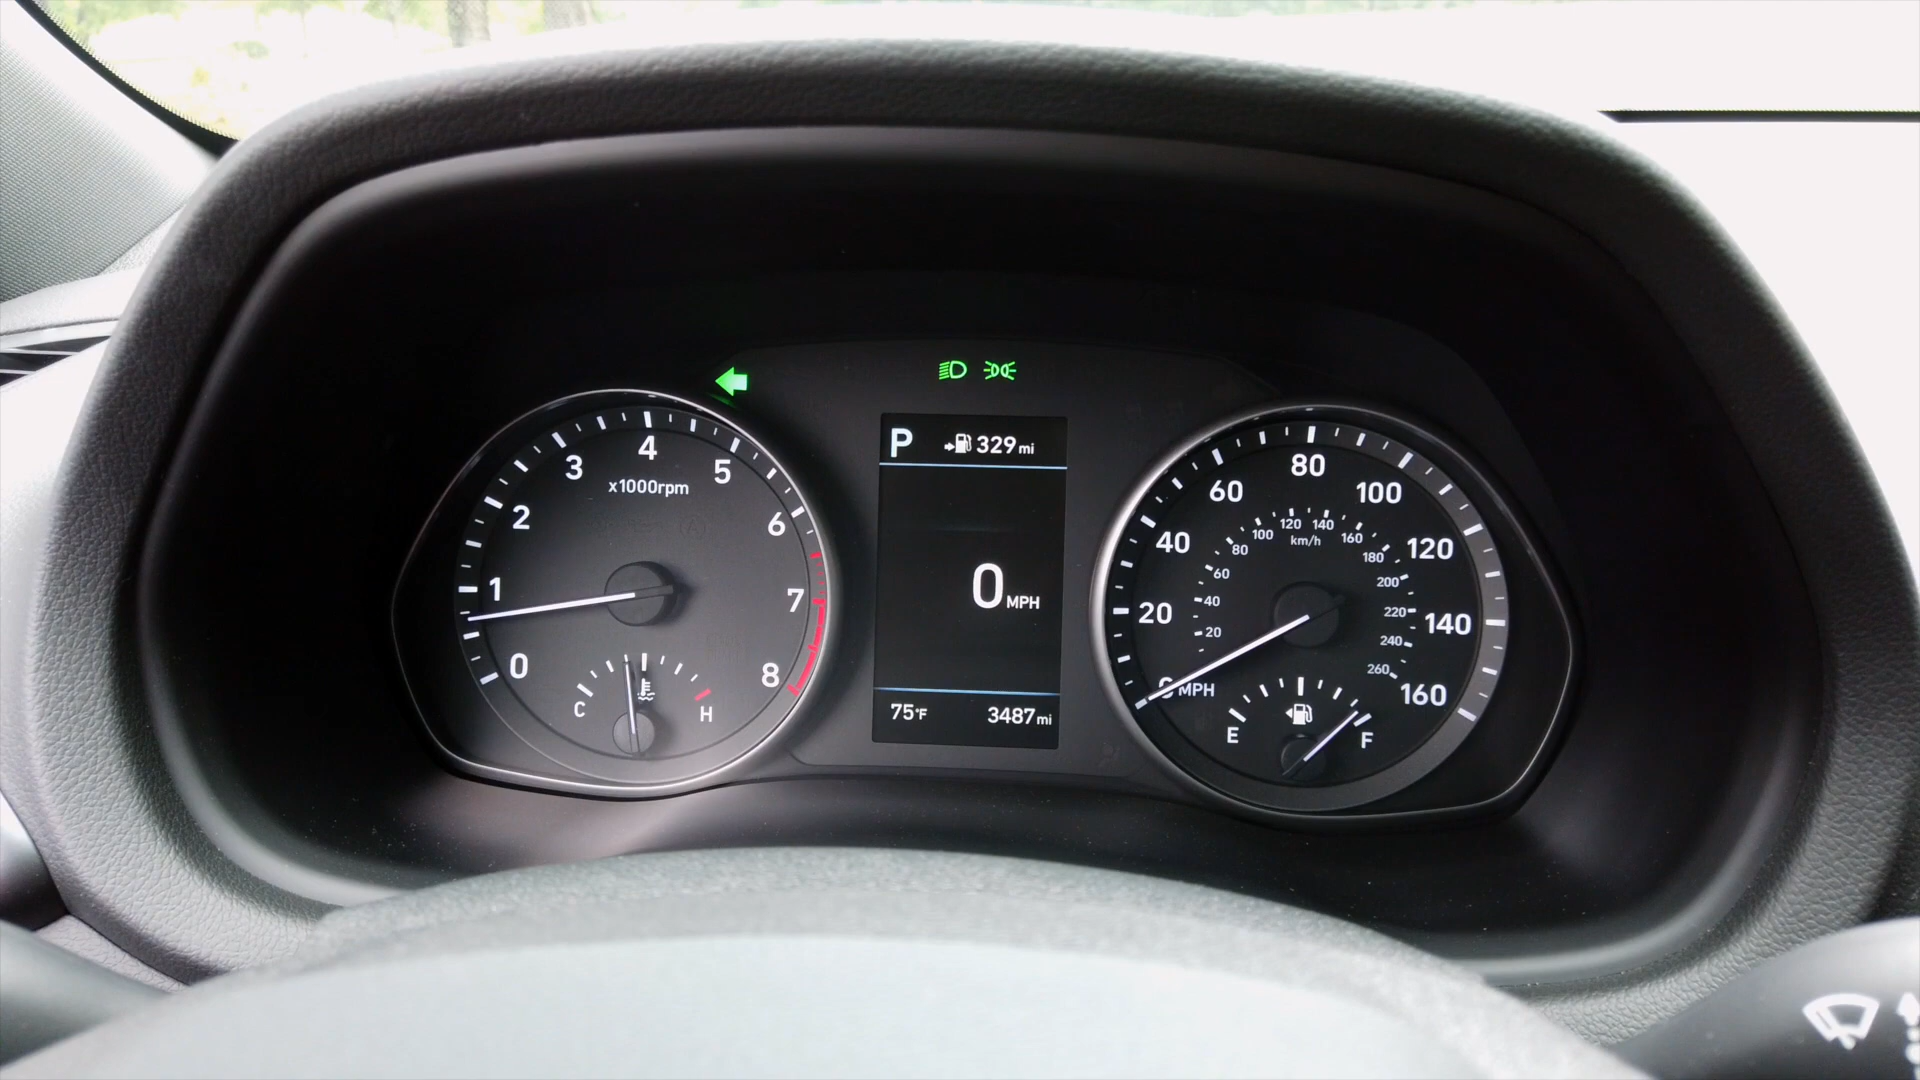 P 329 mi
0 MPH
75°F 3487 mi
0 1 2 3 4 5 6 7 8
x1000rpm
C H
0 20 40 60 80 100 120 140 160
MPH
20 40 60 80 100 120 140 160 180 200 220 240 260
km/h
E F